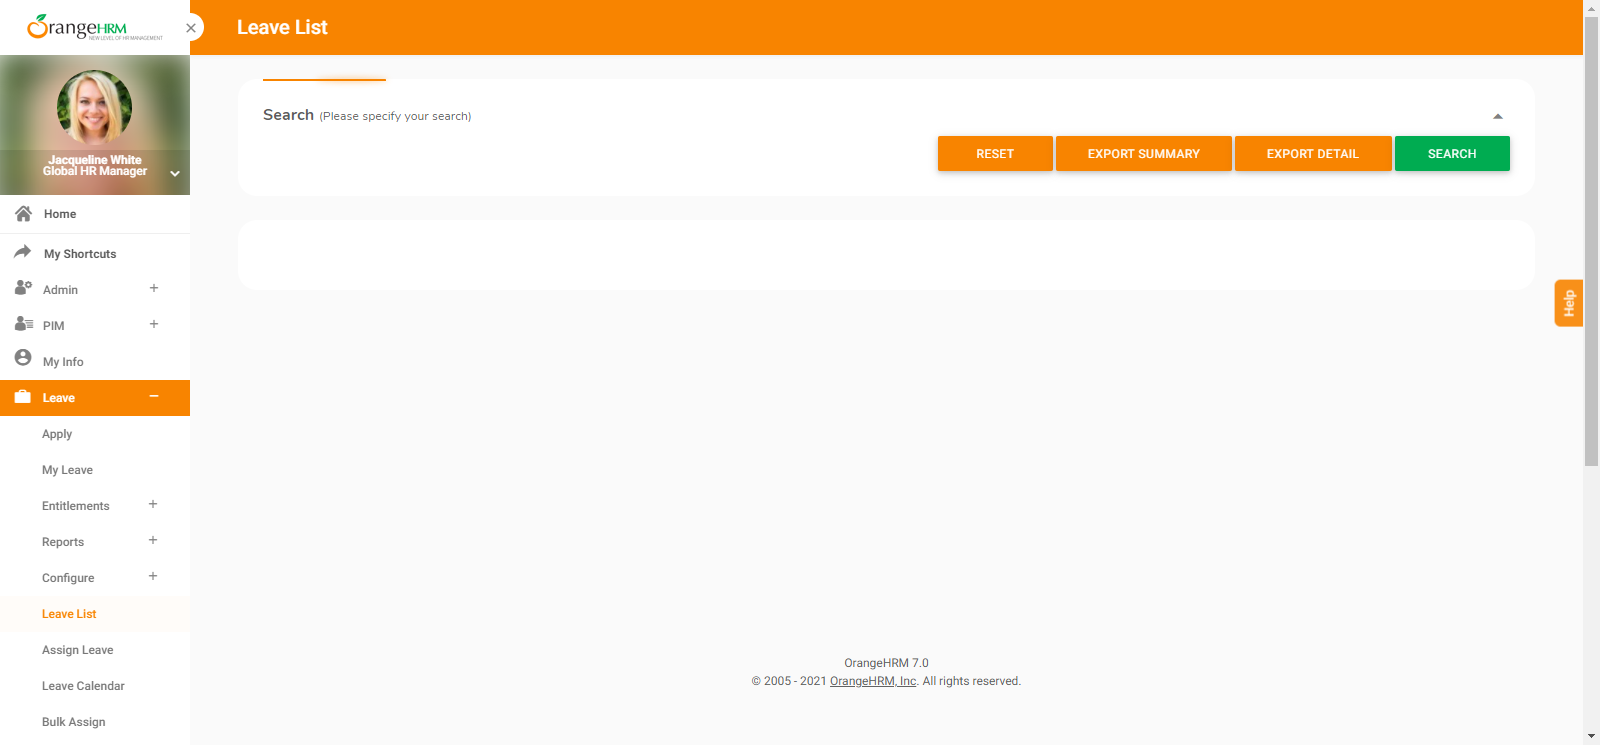 OrangeHRM
NEW LEVEL OF HR MANAGEMENT
Leave List
Jacqueline White
Global HR Manager
Home
My Shortcuts
Admin
PIM
My Info
Leave
Apply
My Leave
Entitlements
Reports
Configure
Leave List
Assign Leave
Leave Calendar
Bulk Assign
Search (Please specify your search)
RESET EXPORT SUMMARY EXPORT DETAIL SEARCH
Help
OrangeHRM 7.0
© 2005 - 2021 OrangeHRM, Inc. All rights reserved.